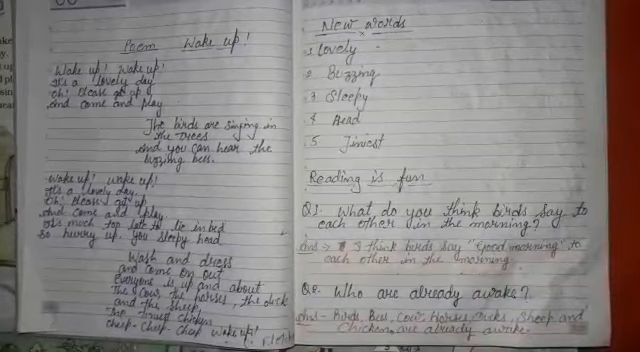 Poem Wake up!
Wake up! Wake up!
It's a lovely day
Oh! Please get up
And come and play
The birds are singing in
the trees
And you can hear the
buzzing bees.
Wake up! wake up!
It's a lovely day.
Oh! Please get up
And come and play
It's much too late to lie in bed
So hurry up, you sleepy head
Wash and dress
and come on out
Everyone is up and about
The cow, the horses, the duck
and the sheep
The tiniest chicken
cheep-cheep-cheep Wake up!
New words
1 Lovely
2 Buzzing
3 Sleepy
4 Head
5 Tiniest
Reading is fun
Q1. What do you think birds say to
each other in the morning?
Ans → I think birds say "Good morning" to
each other in the morning.
Q2. Who are already awake?
Ans - Birds, Bees, Cow, Horses, Ducks, Sheep and
Chicken are already awake.